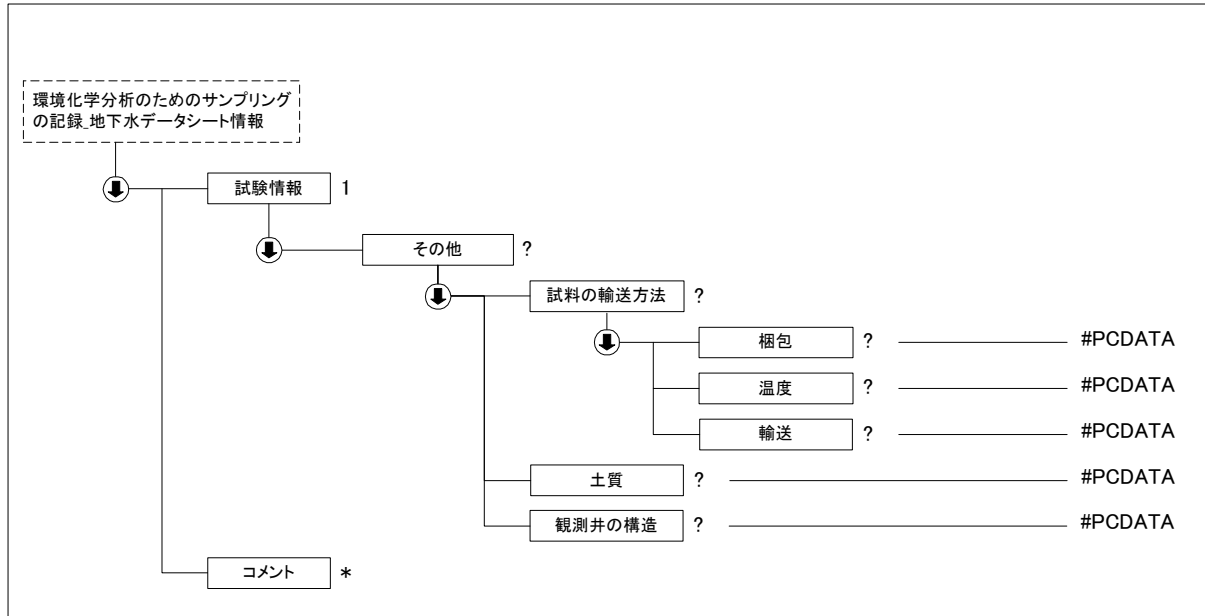 環境化学分析のためのサンプリング
の記録_地下水データシート情報
試験情報 1
その他 ?
試料の輸送方法 ?
梱包 ? #PCDATA
温度 ? #PCDATA
輸送 ? #PCDATA
土質 ? #PCDATA
観測井の構造 ? #PCDATA
コメント *